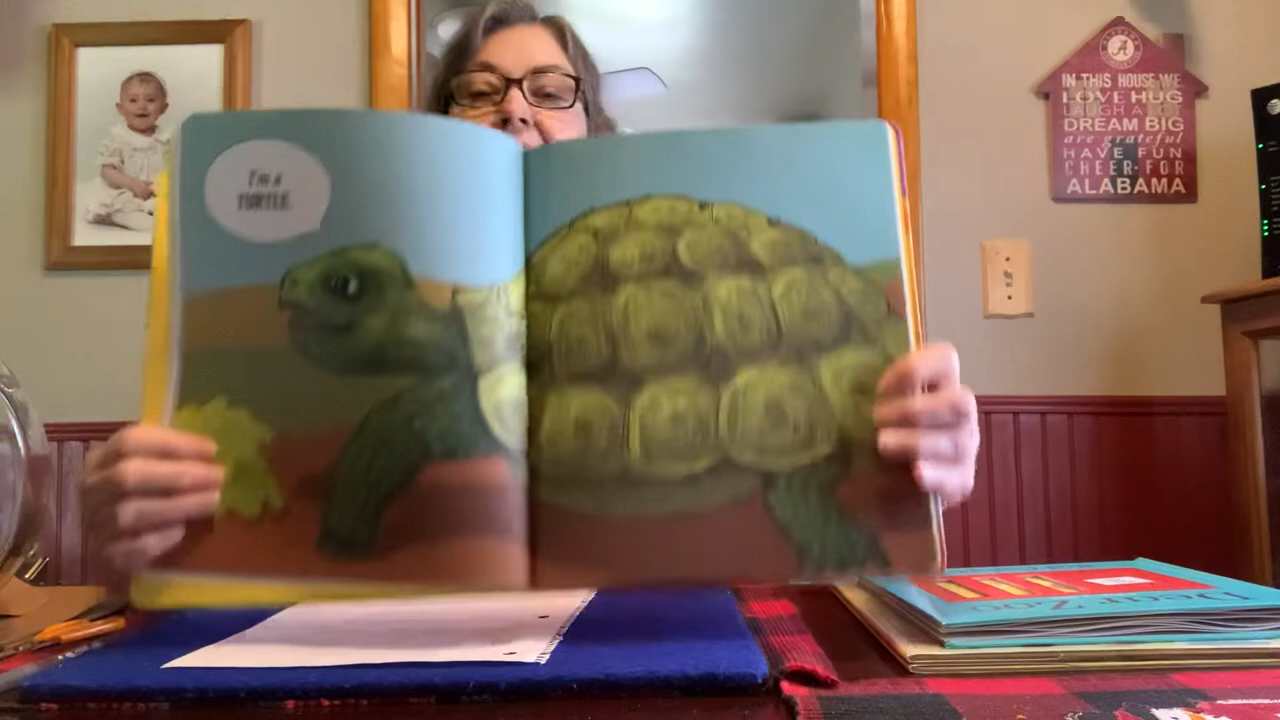 I'm a
TURTLE.
A
IN THIS HOUSE WE
LOVE HUG
LAUGH A LOT
DREAM BIG
are grateful
HAVE FUN
CHEER FOR
ALABAMA
Dear Zoo